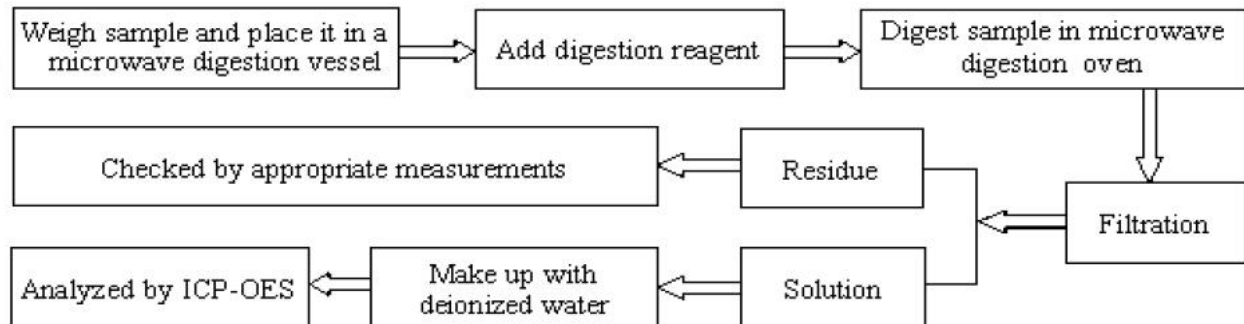 Weigh sample and place it in a
microwave digestion vessel
Add digestion reagent
Digest sample in microwave
digestion oven
Filtration
Residue
Checked by appropriate measurements
Solution
Make up with
deionized water
Analyzed by ICP-OES